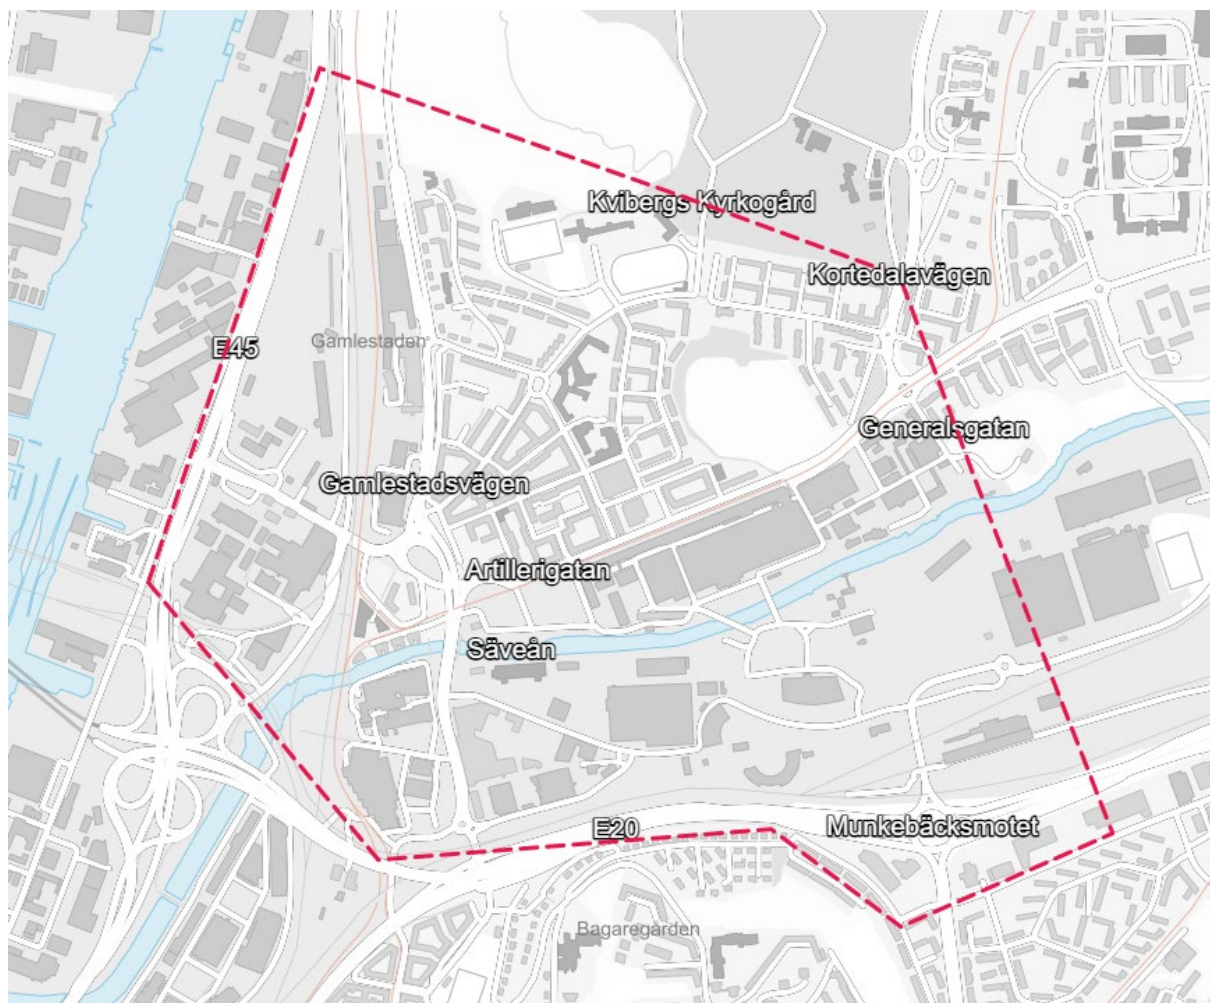 Kvibergs Kyrkogård
Kortedalavägen
E45
Gamlestaden
Generalsgatan
Gamlestadsvägen
Artillerigatan
Säveån
E20
Munkebäcksmotet
Bagaregården